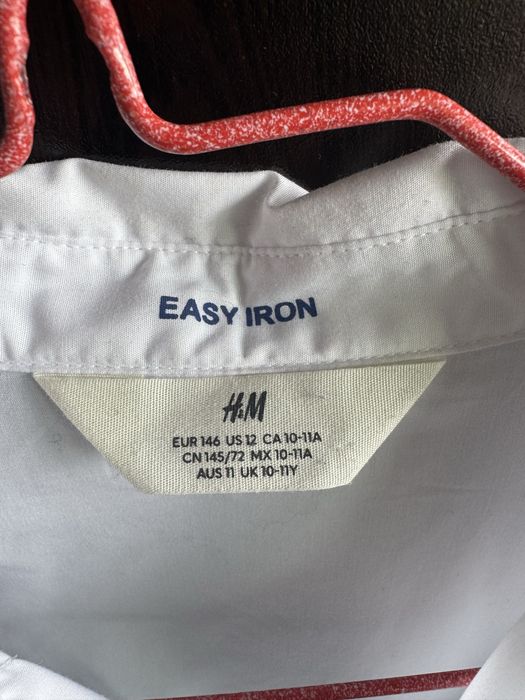 EASY IRON
H&M
EUR 146 US 12 CA 10-11A
CN 145/72 MX 10-11A
AUS 11 UK 10-11Y